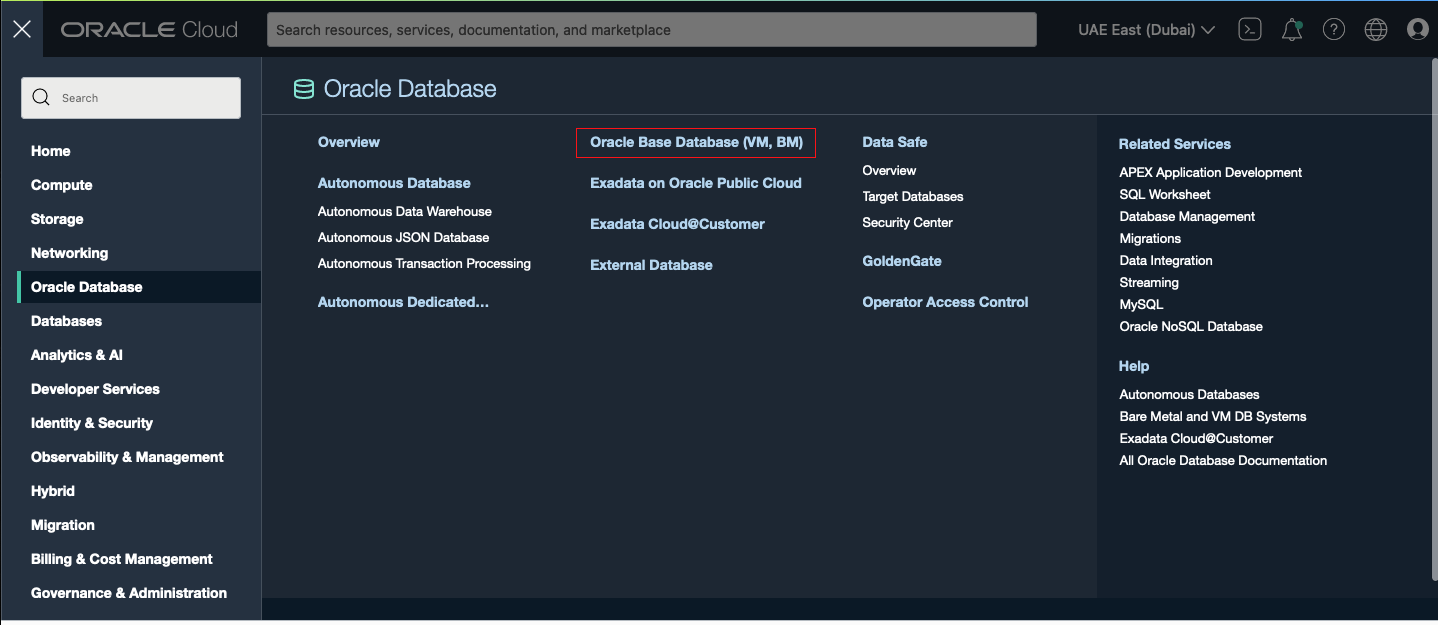 ORACLE Cloud
Search resources, services, documentation, and marketplace
UAE East (Dubai)
Search
Home
Compute
Storage
Networking
Oracle Database
Databases
Analytics & AI
Developer Services
Identity & Security
Observability & Management
Hybrid
Migration
Billing & Cost Management
Governance & Administration
Oracle Database
Overview
Autonomous Database
Autonomous Data Warehouse
Autonomous JSON Database
Autonomous Transaction Processing
Autonomous Dedicated...
Oracle Base Database (VM, BM)
Exadata on Oracle Public Cloud
Exadata Cloud@Customer
External Database
Data Safe
Overview
Target Databases
Security Center
GoldenGate
Operator Access Control
Related Services
APEX Application Development
SQL Worksheet
Database Management
Migrations
Data Integration
Streaming
MySQL
Oracle NoSQL Database
Help
Autonomous Databases
Bare Metal and VM DB Systems
Exadata Cloud@Customer
All Oracle Database Documentation